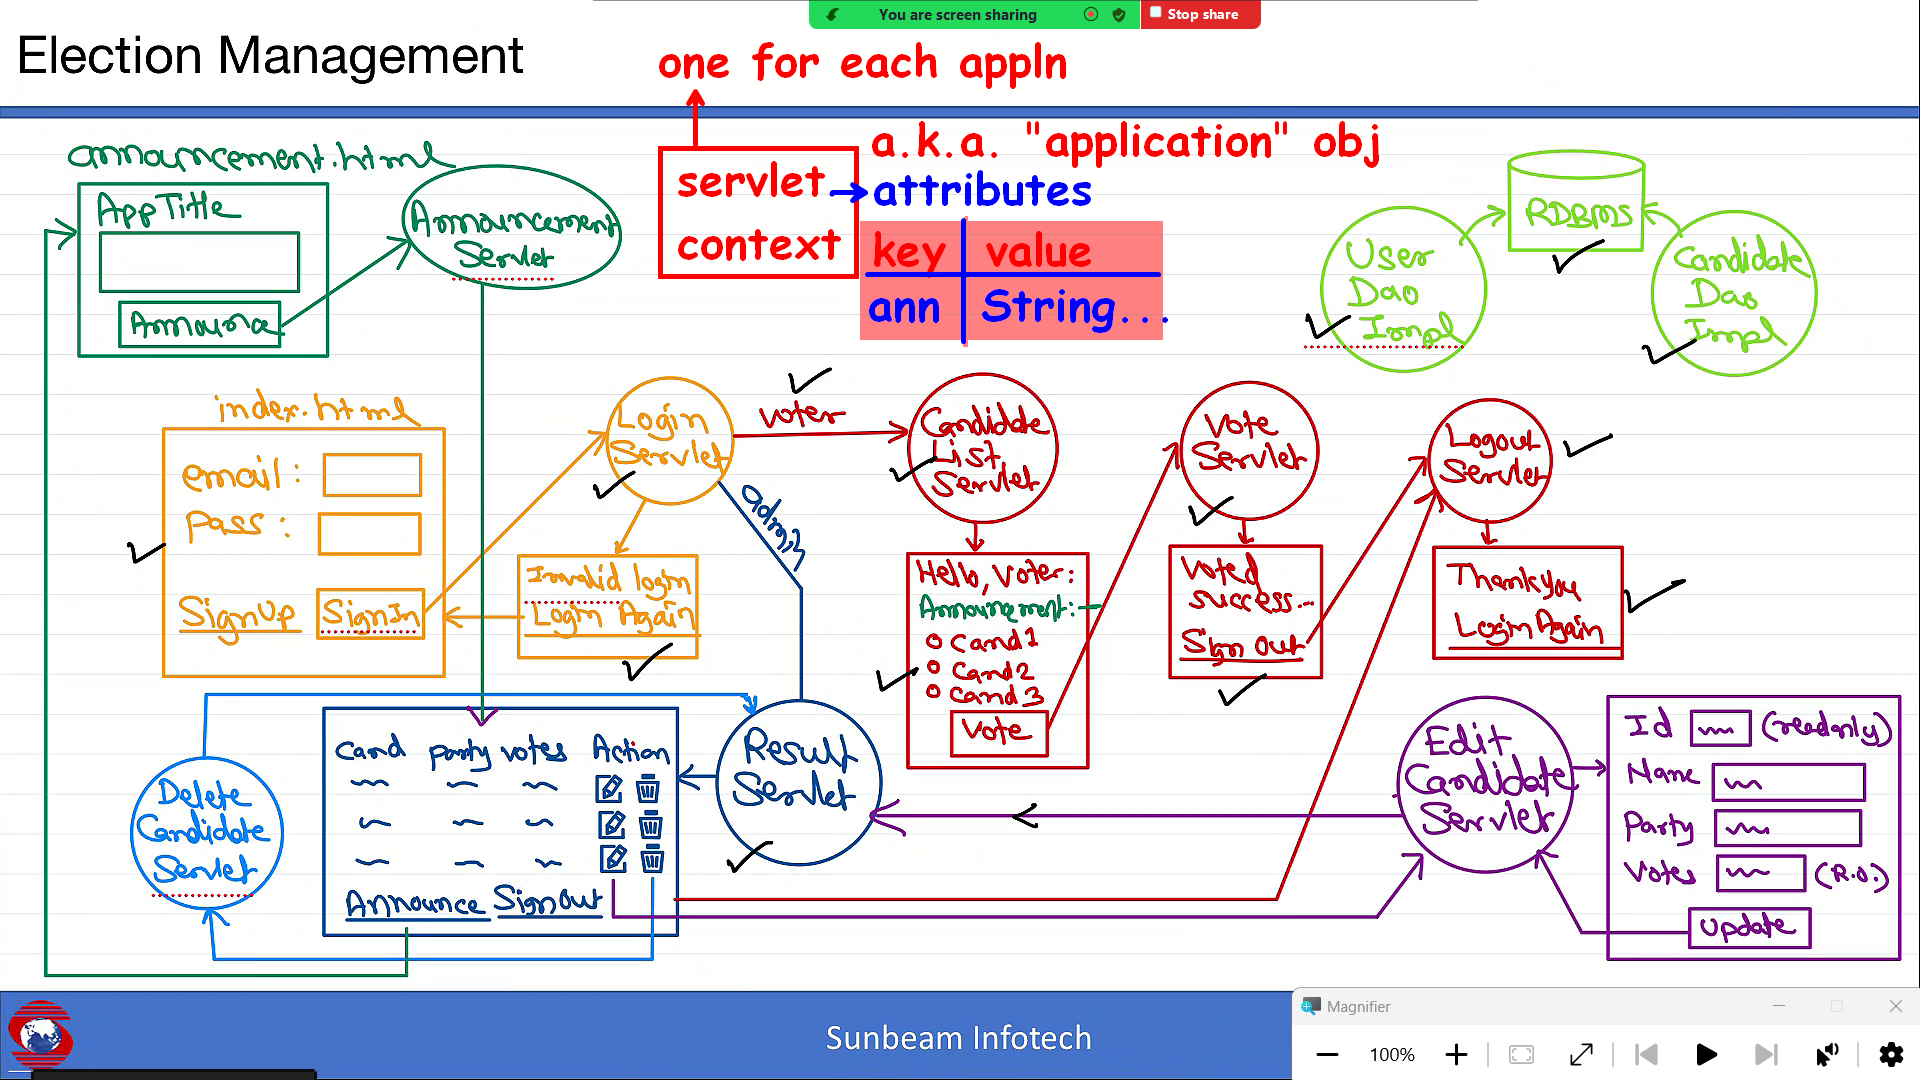 You are screen sharing
Stop share
Election Management
one for each appln
a.k.a. "application" obj
servlet
context
attributes
key value
ann String...
announcement.html
App Title
Announce
Announcement
Servlet
RDBMS
User
Dao
Impl
Candidate
Dao
Impl
index.html
email:
Pass:
SignUp SignIn
Login
Servlet
voter
admin
Invalid login
Login Again
Candidate
List
Servlet
Hello, Voter:
Announcement:-
Cand1
Cand2
Cand3
Vote
Vote
Servlet
Voted
success...
Sign Out
Logout
Servlet
Thankyou
Login Again
Delete
Candidate
Servlet
Cand party votes Action
Announce SignOut
Result
Servlet
Edit
Candidate
Servlet
Id (readonly)
Name
Party
Votes (R.O.)
update
Sunbeam Infotech
Magnifier
100%